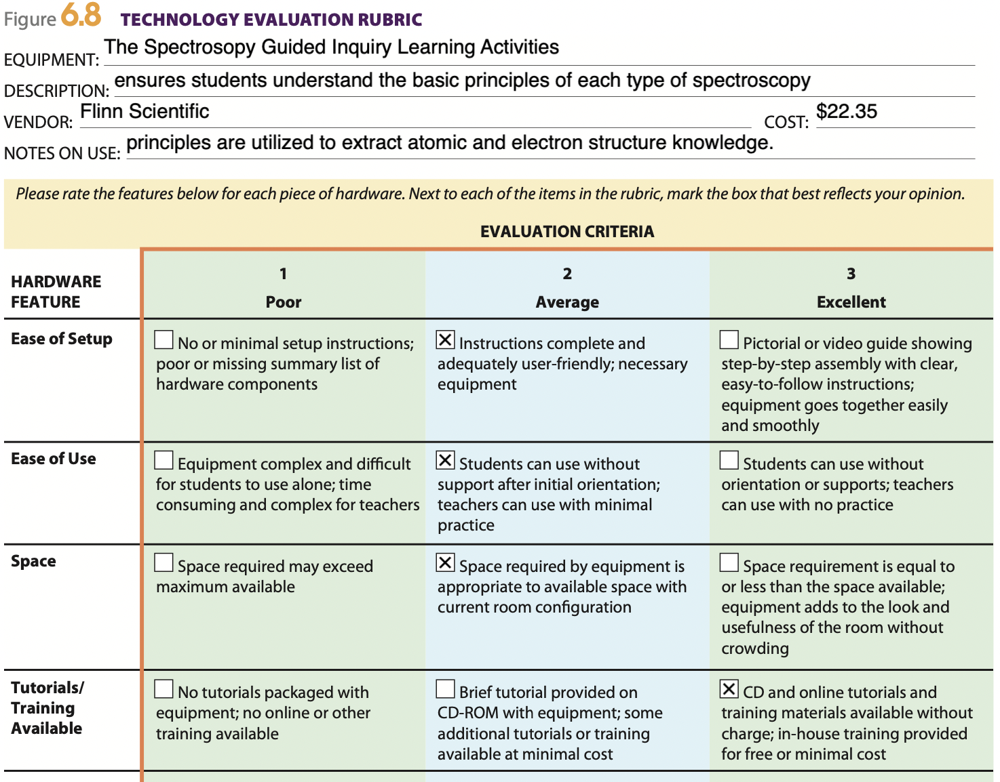 Figure 6.8 TECHNOLOGY EVALUATION RUBRIC
EQUIPMENT: The Spectrosopy Guided Inquiry Learning Activities
DESCRIPTION: ensures students understand the basic principles of each type of spectroscopy
VENDOR: Flinn Scientific COST: $22.35
NOTES ON USE: principles are utilized to extract atomic and electron structure knowledge.
Please rate the features below for each piece of hardware. Next to each of the items in the rubric, mark the box that best reflects your opinion.
EVALUATION CRITERIA
HARDWARE
FEATURE
1
Poor
2
Average
3
Excellent
Ease of Setup
No or minimal setup instructions;
poor or missing summary list of
hardware components
Instructions complete and
adequately user-friendly; necessary
equipment
Pictorial or video guide showing
step-by-step assembly with clear,
easy-to-follow instructions;
equipment goes together easily
and smoothly
Ease of Use
Equipment complex and difficult
for students to use alone; time
consuming and complex for teachers
Students can use without
support after initial orientation;
teachers can use with minimal
practice
Students can use without
orientation or supports; teachers
can use with no practice
Space
Space required may exceed
maximum available
Space required by equipment is
appropriate to available space with
current room configuration
Space requirement is equal to
or less than the space available;
equipment adds to the look and
usefulness of the room without
crowding
Tutorials/
Training
Available
No tutorials packaged with
equipment; no online or other
training available
Brief tutorial provided on
CD-ROM with equipment; some
additional tutorials or training
available at minimal cost
CD and online tutorials and
training materials available without
charge; in-house training provided
for free or minimal cost